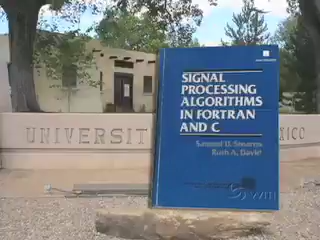 SIGNAL
PROCESSING
ALGORITHMS
IN FORTRAN
AND C
Samuel D. Stearns
Ruth A. David
UNIVERSIT
XICO